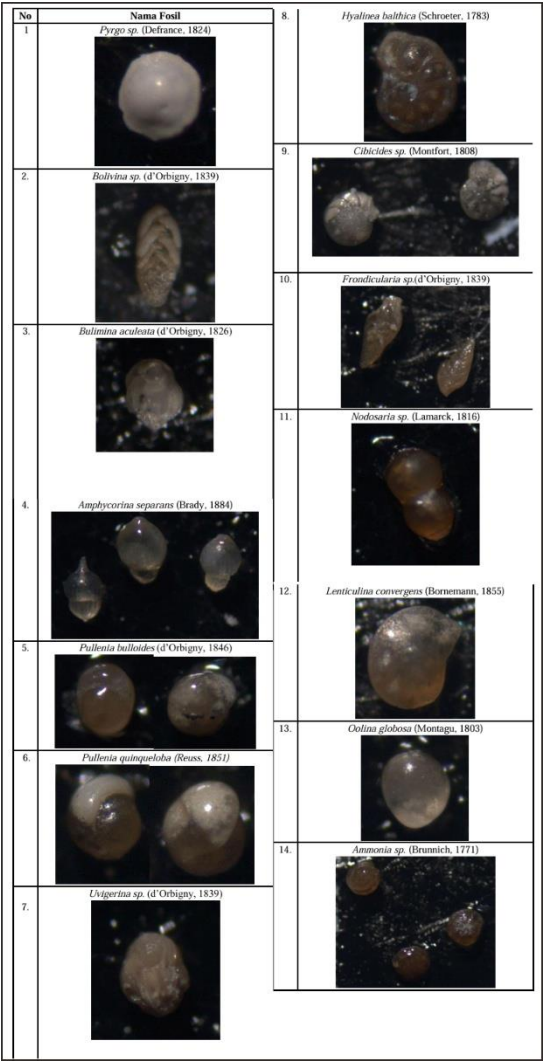 No Nama Fosil
1 Pyrgo sp. (Defrance, 1824)
2. Bolivina sp. (d'Orbigny, 1839)
3. Bulimina aculeata (d'Orbigny, 1826)
4. Amphycorina separans (Brady, 1884)
5. Pullenia bulloides (d'Orbigny, 1846)
6. Pullenia quinqueloba (Reuss, 1851)
7. Uvigerina sp. (d'Orbigny, 1839)
8. Hyalinea balthica (Schroeter, 1783)
9. Cibicides sp. (Montfort, 1808)
10. Frondicularia sp.(d'Orbigny, 1839)
11. Nodosaria sp. (Lamarck, 1816)
12. Lenticulina convergens (Bornemann, 1855)
13. Oolina globosa (Montagu, 1803)
14. Ammonia sp. (Brunnich, 1771)